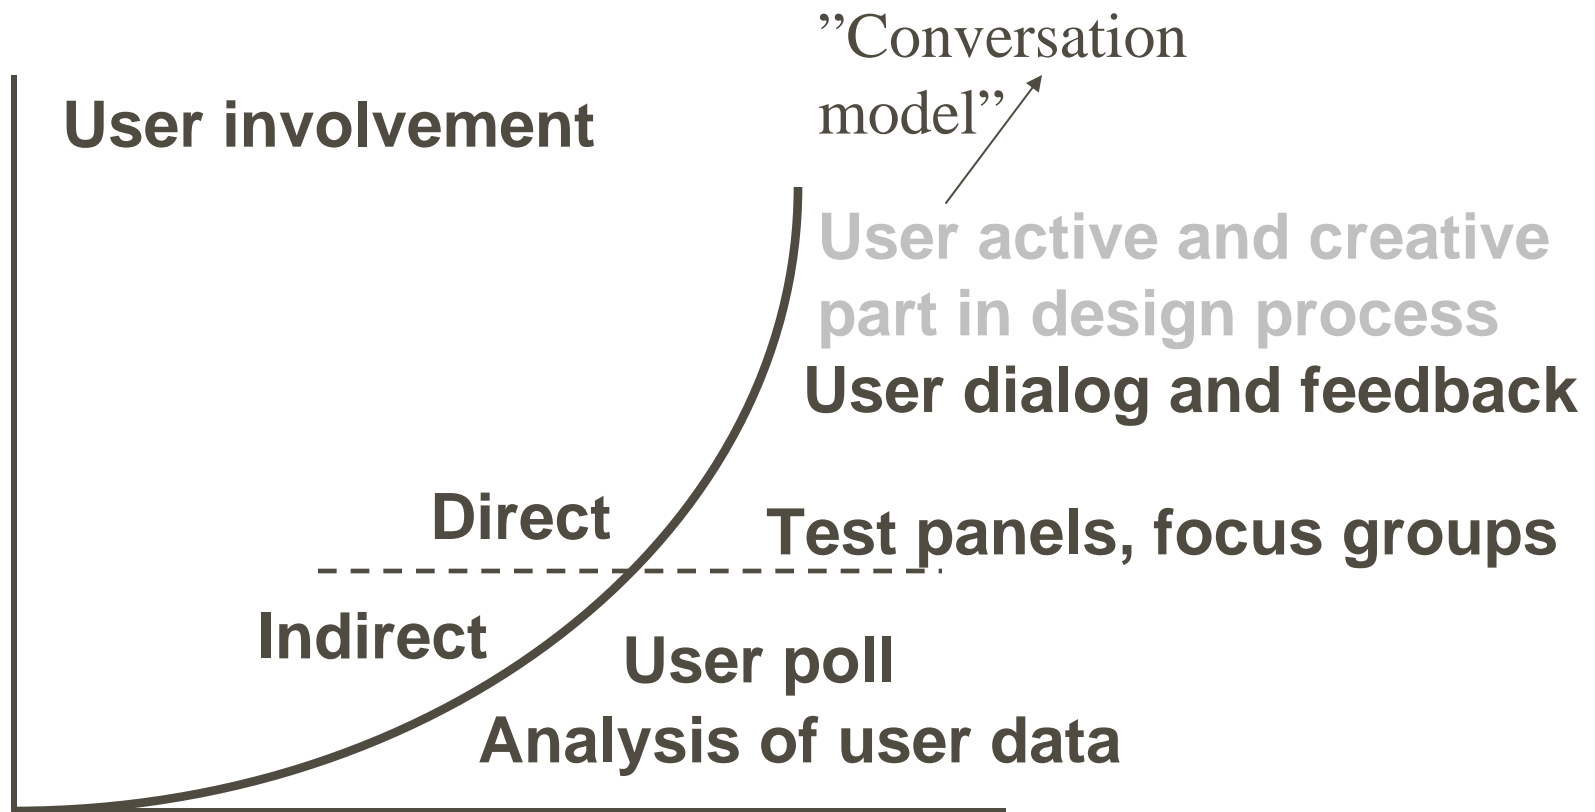 ”Conversation
model”
User involvement
User active and creative
part in design process
User dialog and feedback
Direct
Test panels, focus groups
Indirect
User poll
Analysis of user data